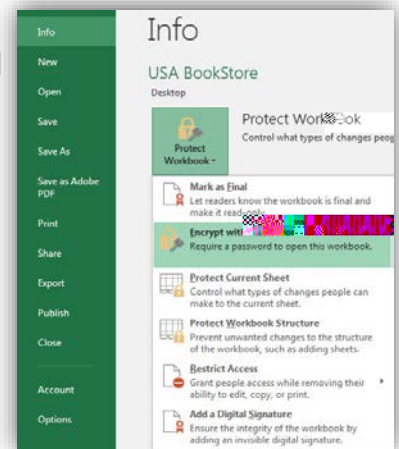 Info
New
Open
Save
Save As
Save as Adobe
PDF
Print
Share
Export
Publish
Close
Account
Options
Info
USA BookStore
Desktop
Protect
Workbook
Protect
Control what types of changes
Mark as Final
Let readers know the workbook is final and
make it read-only.
Encrypt
Require a password to open this workbook.
Protect Current Sheet
Control what types of changes people can
make to the current sheet.
Protect Workbook Structure
Prevent unwanted changes to the structure
of the workbook, such as adding sheets.
Restrict Access
Grant people access while removing their
ability to edit, copy, or print.
Add a Digital Signature
Ensure the integrity of the workbook by
adding an invisible digital signature.